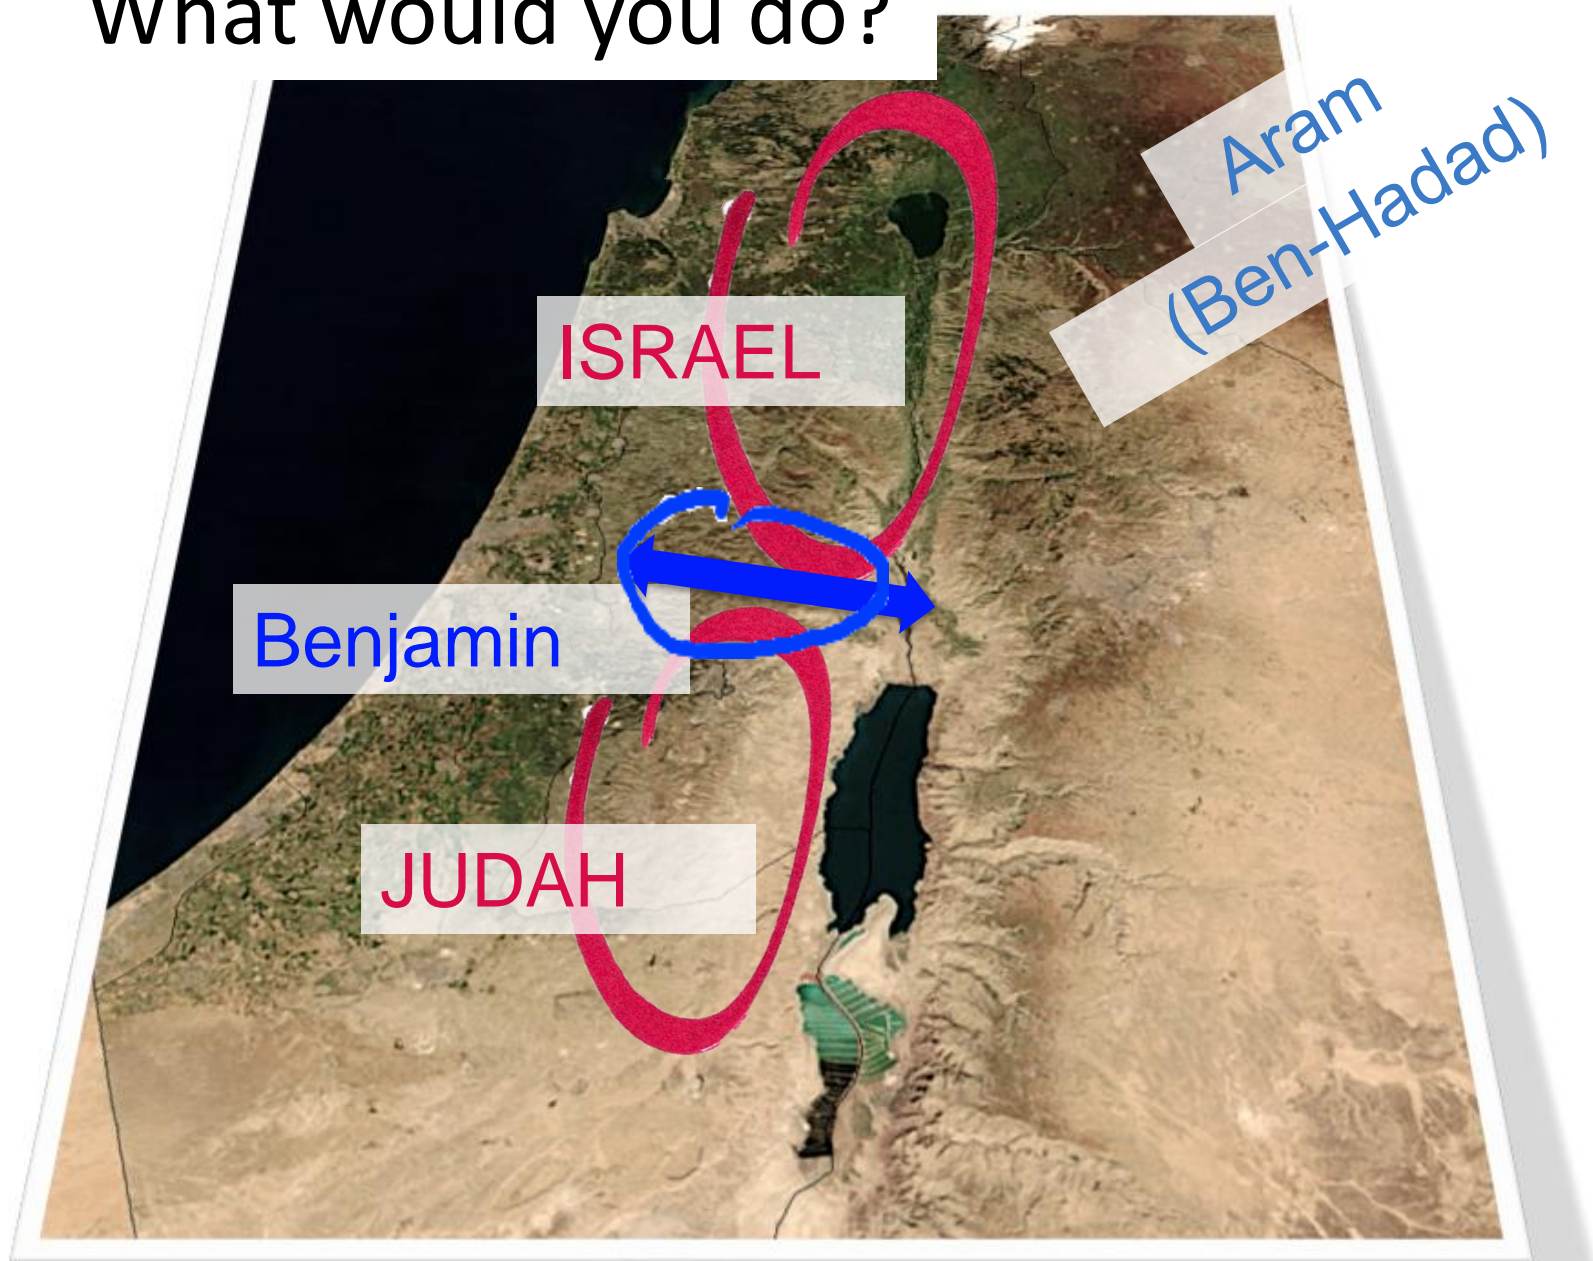 What would you do?
Aram
(Ben-Hadad)
ISRAEL
Benjamin
JUDAH